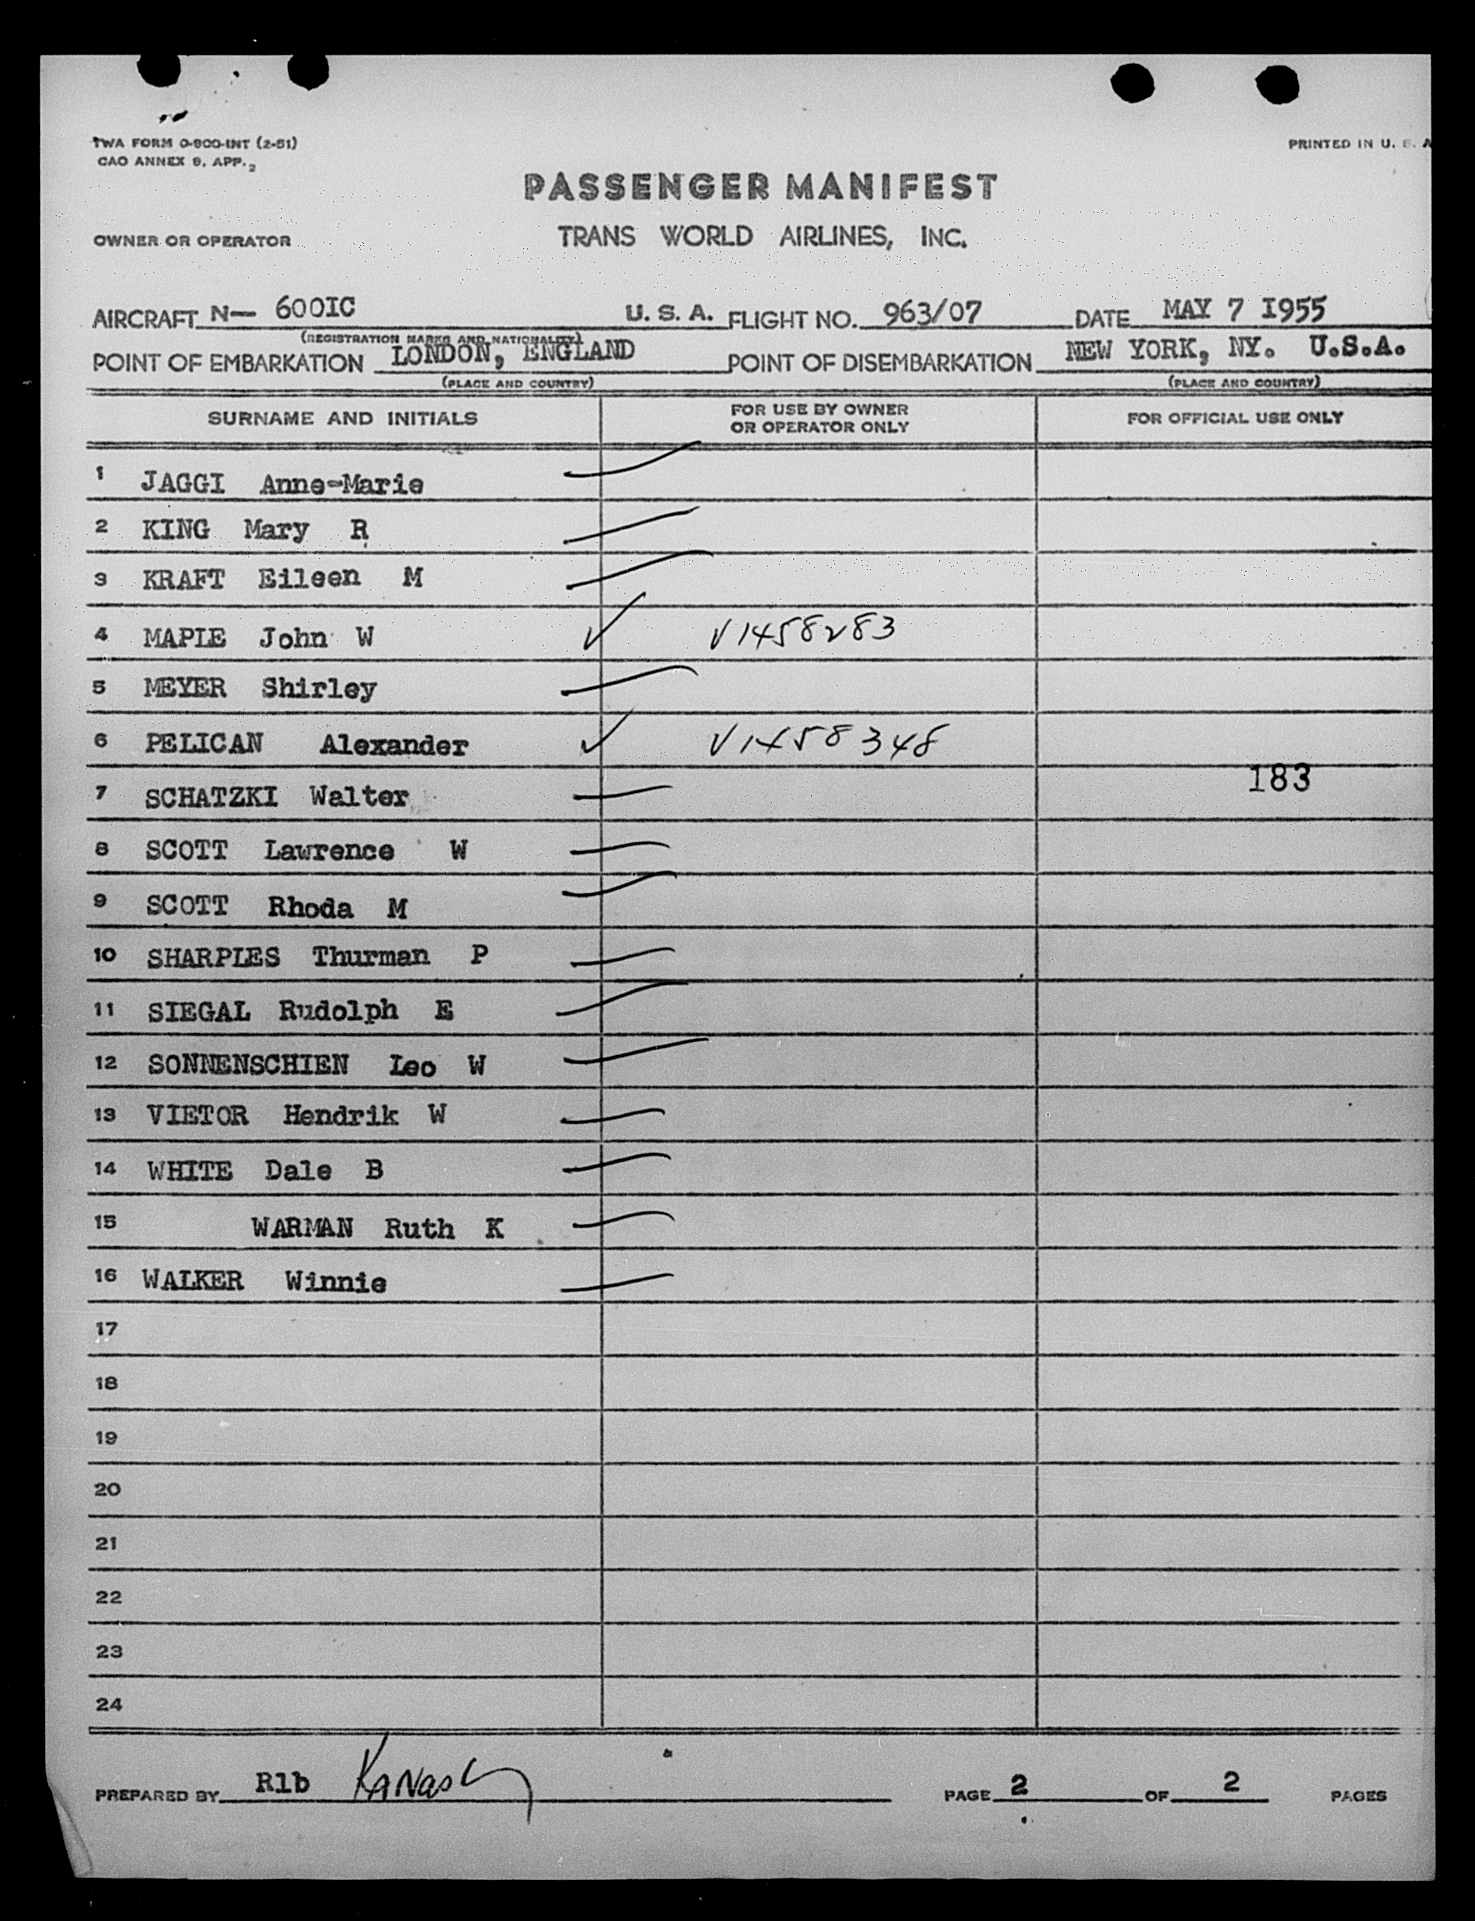 TWA FORM O-800-INT (2-51)
CAO ANNEX 9, APP. 2
PRINTED IN U. S. A
PASSENGER MANIFEST
OWNER OR OPERATOR TRANS WORLD AIRLINES, INC.
AIRCRAFT N— 600IC U. S. A. FLIGHT NO. 963/07 DATE MAY 7 I955
(REGISTRATION MARKS AND NATIONALITY)
POINT OF EMBARKATION LONDON, ENGLAND POINT OF DISEMBARKATION NEW YORK, NY. U.S.A.
(PLACE AND COUNTRY) (PLACE AND COUNTRY)
SURNAME AND INITIALS FOR USE BY OWNER OR OPERATOR ONLY FOR OFFICIAL USE ONLY
1 JAGGI Anne-Marie
2 KING Mary R
3 KRAFT Eileen M
4 MAPLE John W V1458283
5 MEYER Shirley
6 PELICAN Alexander V1458348
7 SCHATZKI Walter 183
8 SCOTT Lawrence W
9 SCOTT Rhoda M
10 SHARPLES Thurman P
11 SIEGAL Rudolph E
12 SONNENSCHIEN Leo W
13 VIETOR Hendrik W
14 WHITE Dale B
15 WARMAN Ruth K
16 WALKER Winnie
17
18
19
20
21
22
23
24
PREPARED BY Rlb PAGE 2 OF 2 PAGES